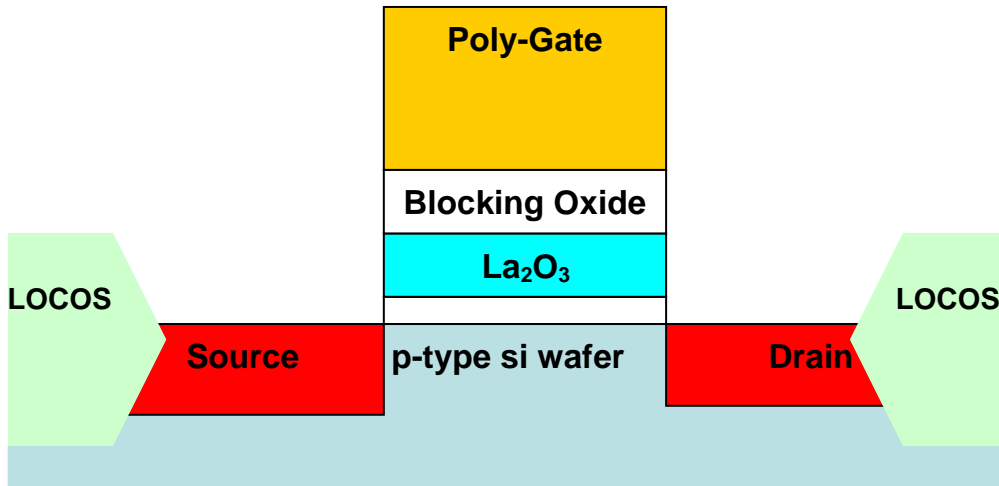 Poly-Gate
Blocking Oxide
La₂O₃
LOCOS
LOCOS
Source
p-type si wafer
Drain